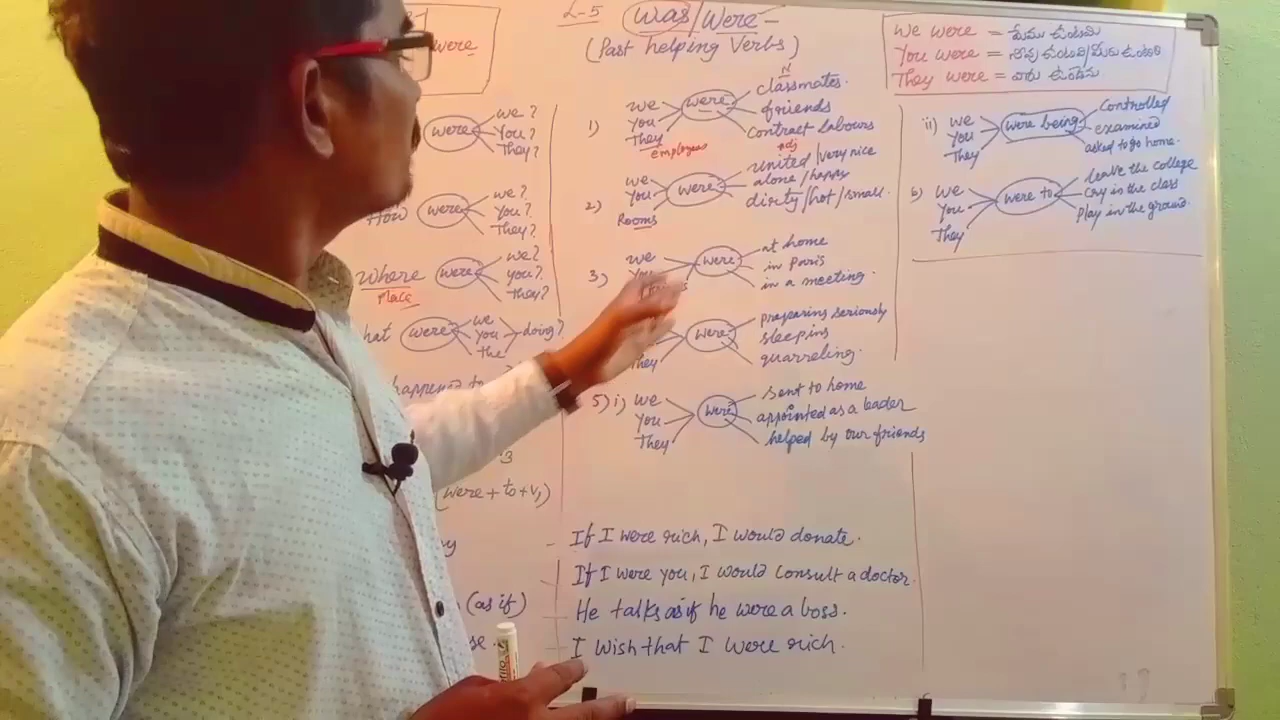 L-5 Was/Were -
(Past helping Verbs)
were
we were = మేము ఉంటిమి
You were =
They were = వారు ఉండిరి
were we?
You?
They?
How were we?
You?
They?
where were we?
Place you?
they?
hat were we
you doing?
the
happened
3
(were + to + V1)
(as if)
se.
1) we You They were classmates. N
friends
contract labours
employees
adj
2) we You Rooms were united/very nice
alone/happy
dirty/hot/small.
3) we were at home
in paris
in a meeting.
They were preparing seriously
sleeping
quarreling.
5) i) we You They were sent to home
appointed as a leader
helped by our friends
If I were rich, I would donate.
If I were you, I would consult a doctor.
He talks as if he were a boss.
I wish that I were rich.
ii) we You They were being controlled
examined
asked to go home.
6) we You They were to leave the college
cry in the class
play in the ground.